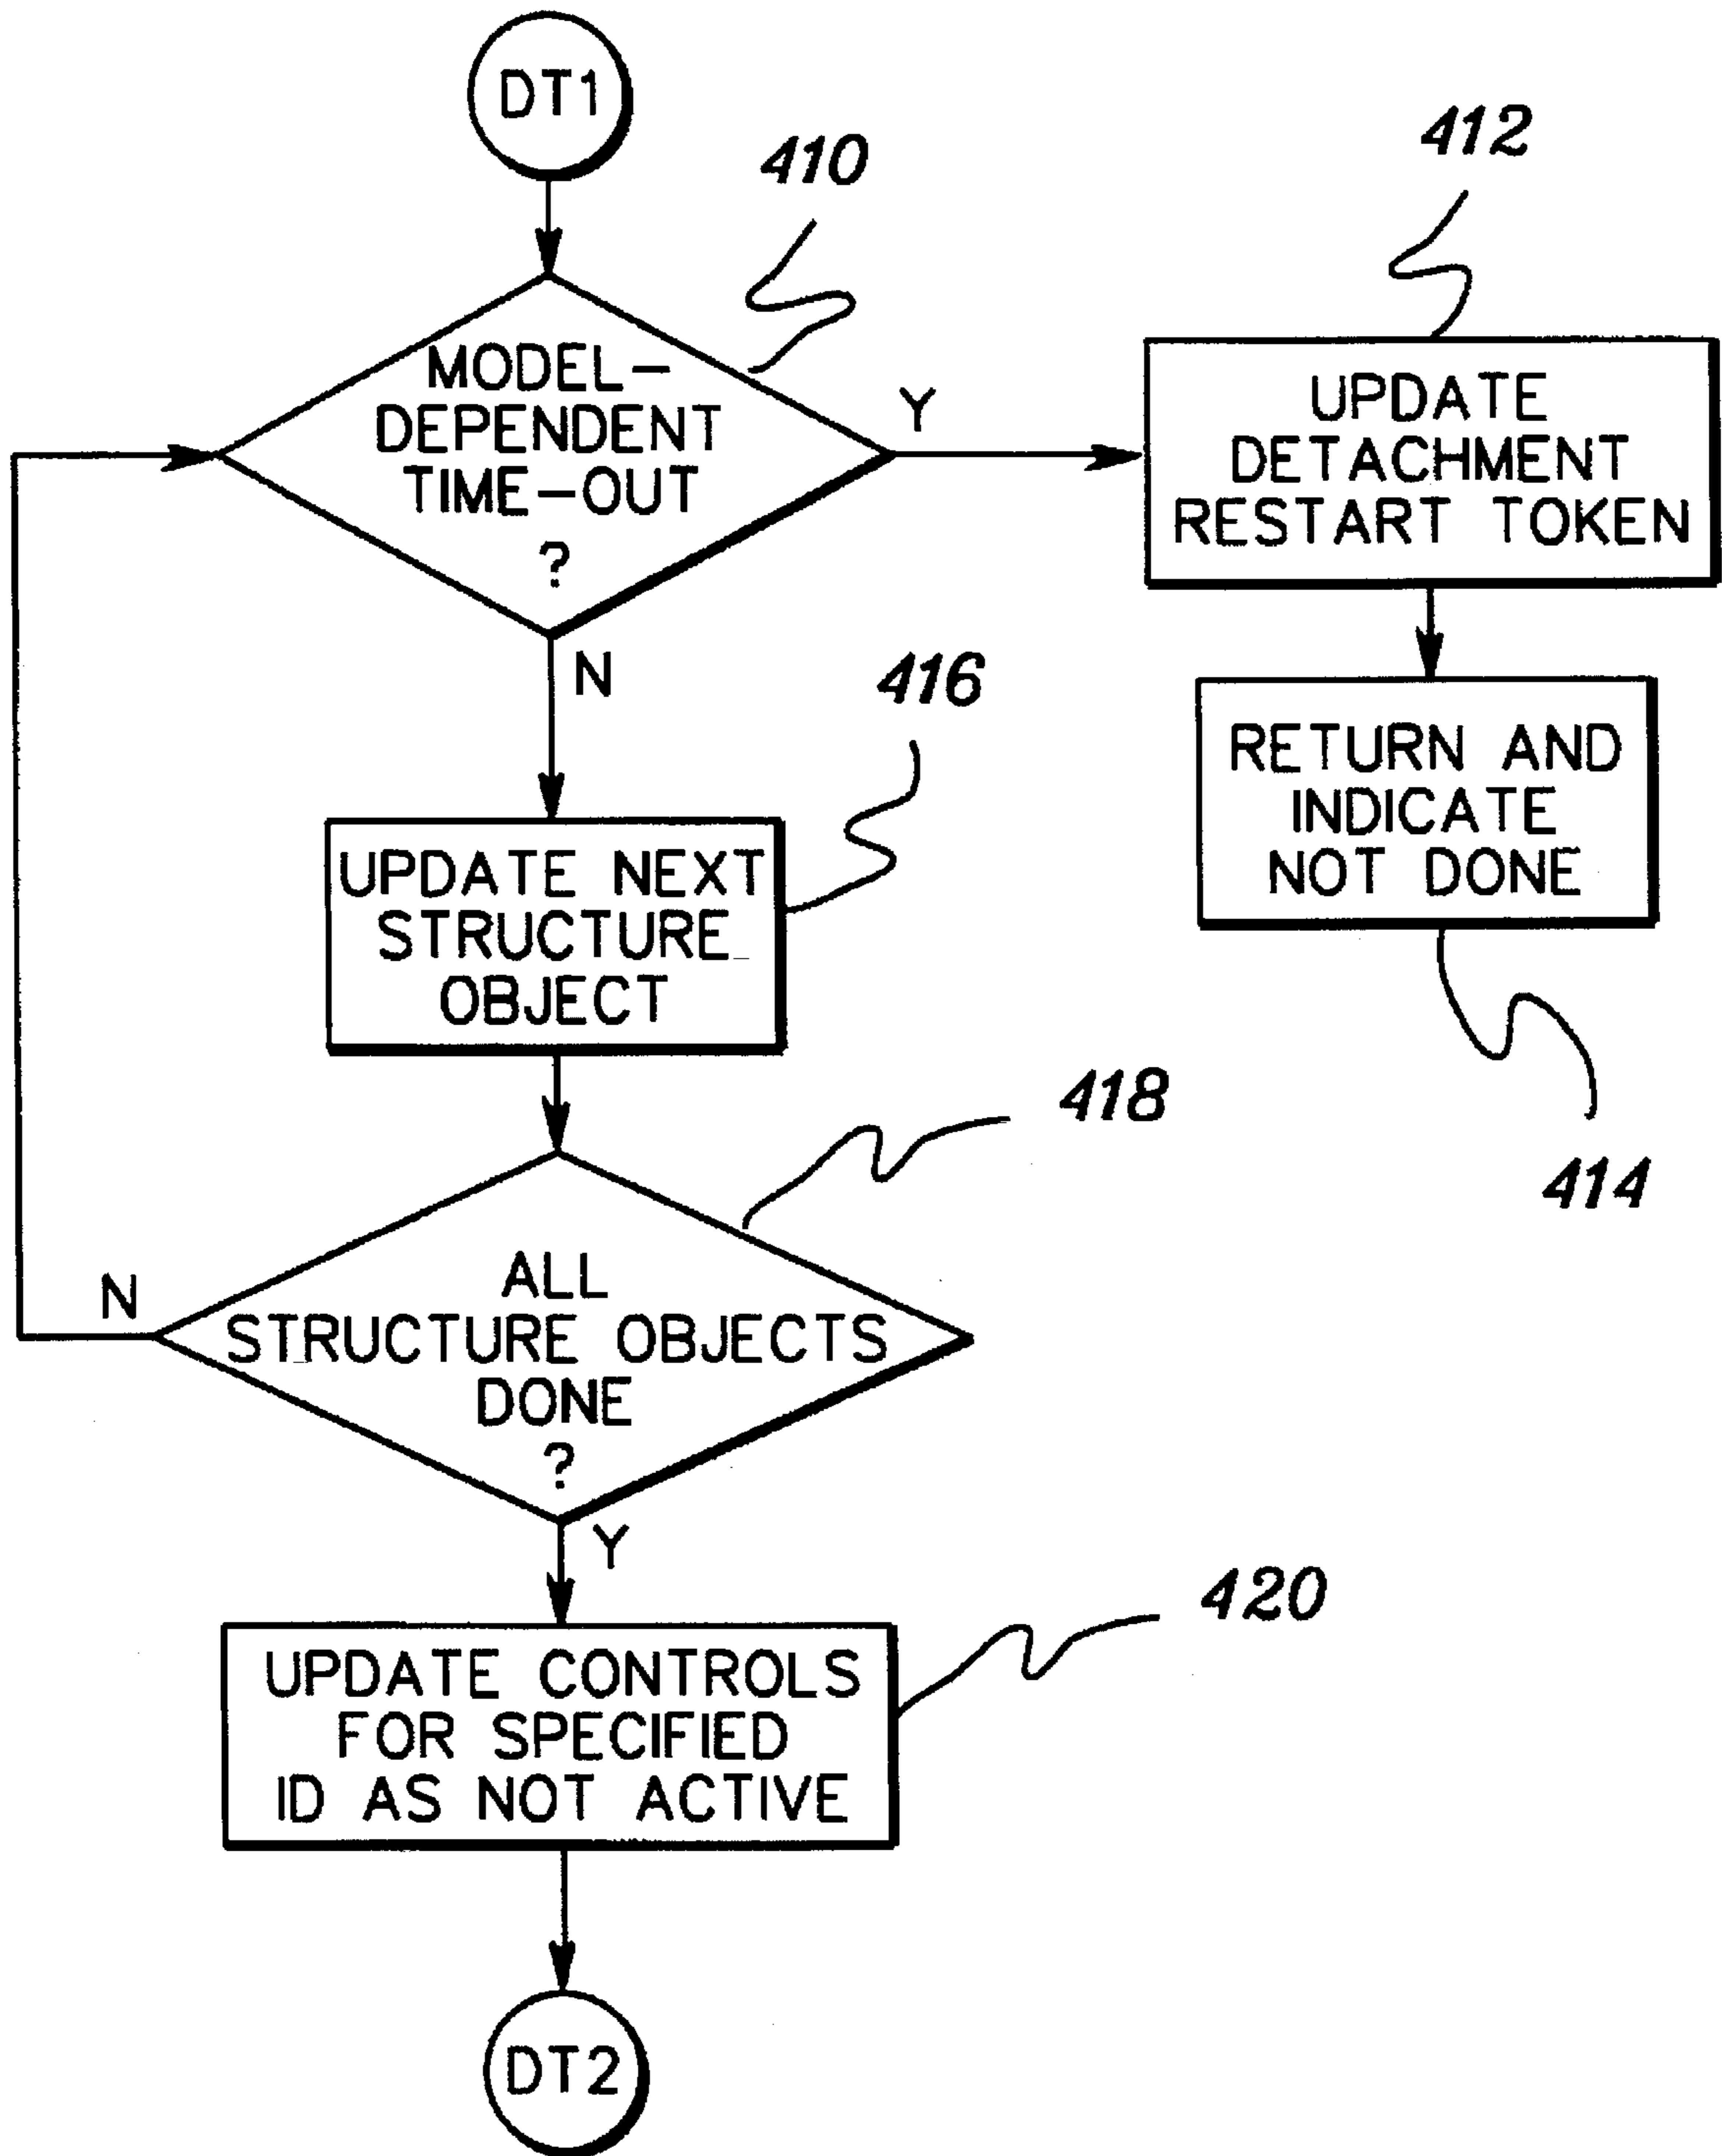 DT1
410
412
MODEL-
DEPENDENT
TIME-OUT
?
Y
UPDATE
DETACHMENT
RESTART TOKEN
N
416
RETURN AND
INDICATE
NOT DONE
414
UPDATE NEXT
STRUCTURE
OBJECT
418
ALL
STRUCTURE OBJECTS
DONE
?
N
Y
420
UPDATE CONTROLS
FOR SPECIFIED
ID AS NOT ACTIVE
DT2